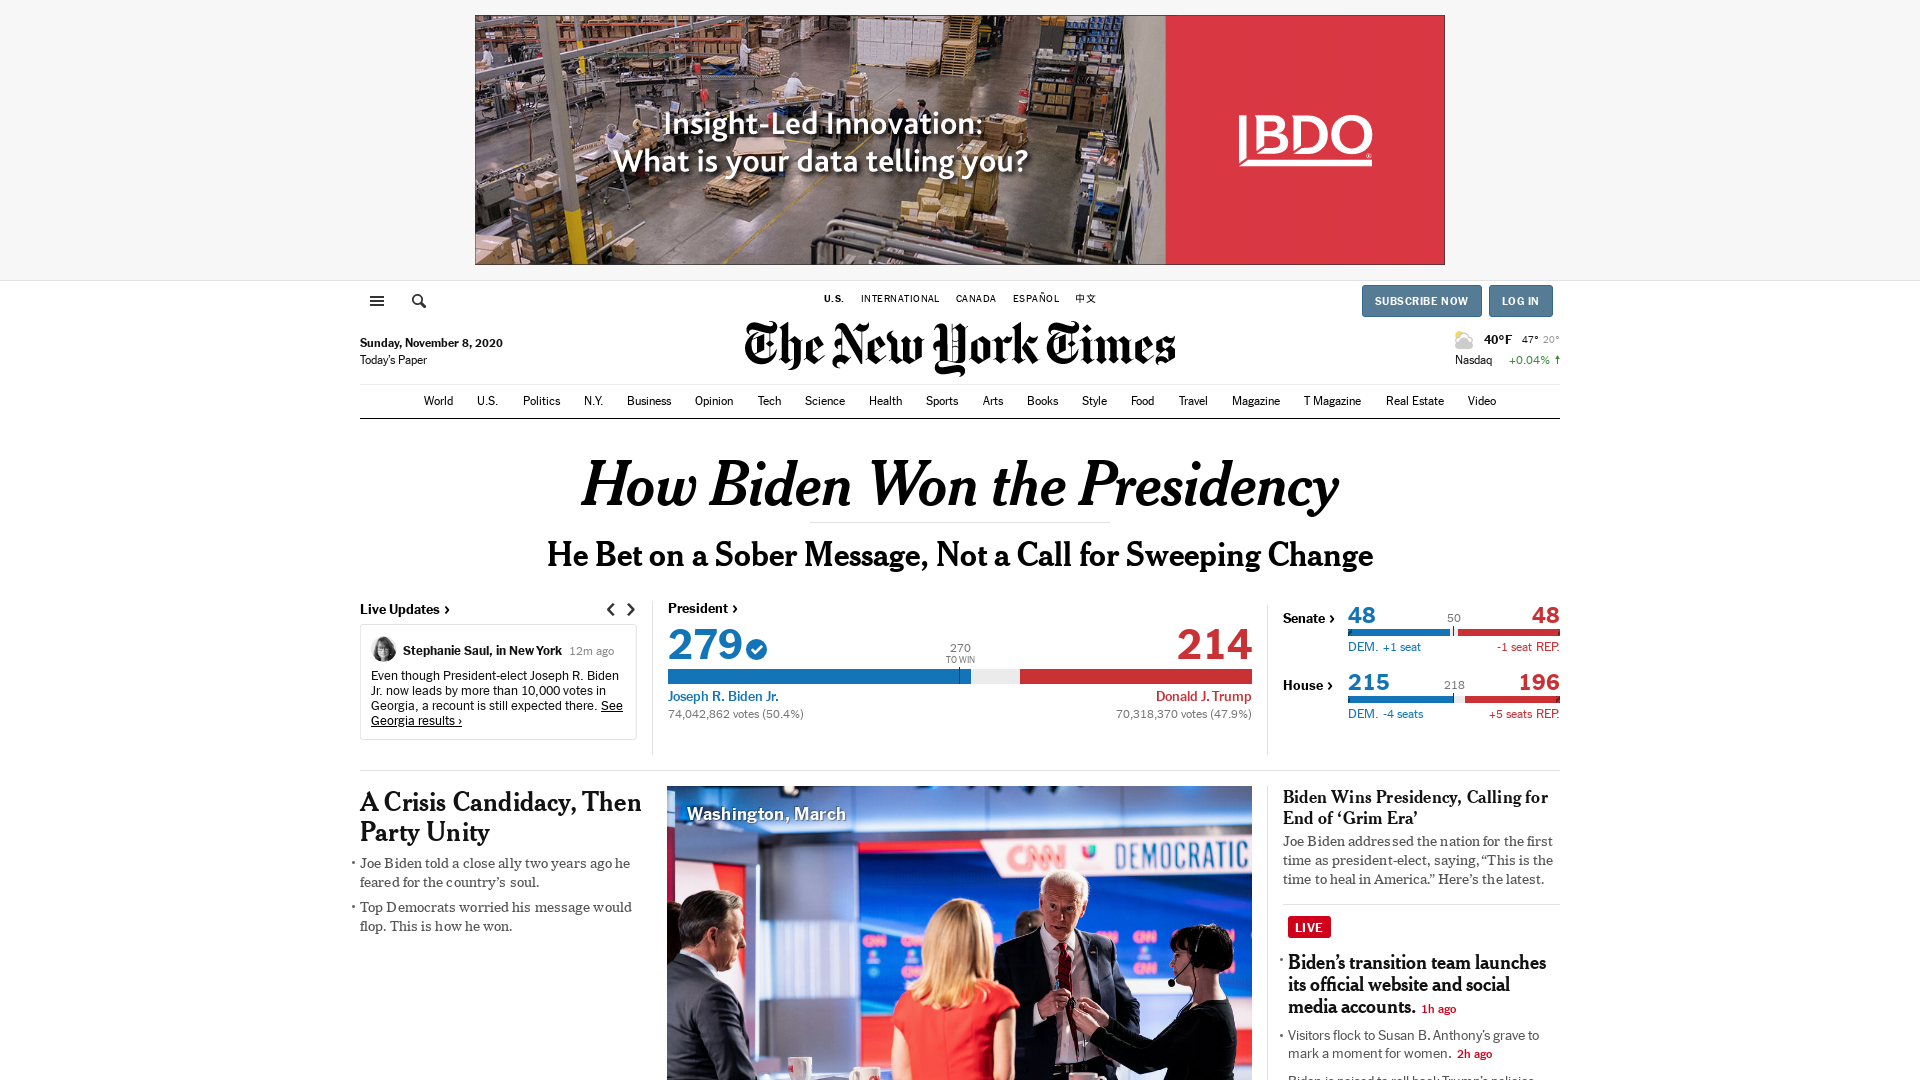 Insight-Led Innovation:
What is your data telling you?
IBDO
U.S. INTERNATIONAL CANADA ESPAÑOL 中文
SUBSCRIBE NOW LOG IN
Sunday, November 8, 2020
Today's Paper
The New York Times
40°F 47° 20°
Nasdaq +0.04% ↑
World U.S. Politics N.Y. Business Opinion Tech Science Health Sports Arts Books Style Food Travel Magazine T Magazine Real Estate Video
How Biden Won the Presidency
He Bet on a Sober Message, Not a Call for Sweeping Change
Live Updates ›
Stephanie Saul, in New York 12m ago
Even though President-elect Joseph R. Biden
Jr. now leads by more than 10,000 votes in
Georgia, a recount is still expected there. See
Georgia results ›
President ›
279 214
270
TO WIN
Joseph R. Biden Jr. Donald J. Trump
74,042,862 votes (50.4%) 70,318,370 votes (47.9%)
Senate › 48 50 48
DEM. +1 seat -1 seat REP.
House › 215 218 196
DEM. -4 seats +5 seats REP.
A Crisis Candidacy, Then
Party Unity
• Joe Biden told a close ally two years ago he
feared for the country's soul.
• Top Democrats worried his message would
flop. This is how he won.
Washington, March
CNN DEMOCRATIC
Biden Wins Presidency, Calling for
End of ‘Grim Era’
Joe Biden addressed the nation for the first
time as president-elect, saying, “This is the
time to heal in America.” Here's the latest.
LIVE
• Biden's transition team launches
its official website and social
media accounts. 1h ago
• Visitors flock to Susan B. Anthony's grave to
mark a moment for women. 2h ago
Biden is poised to roll back Trump's policies